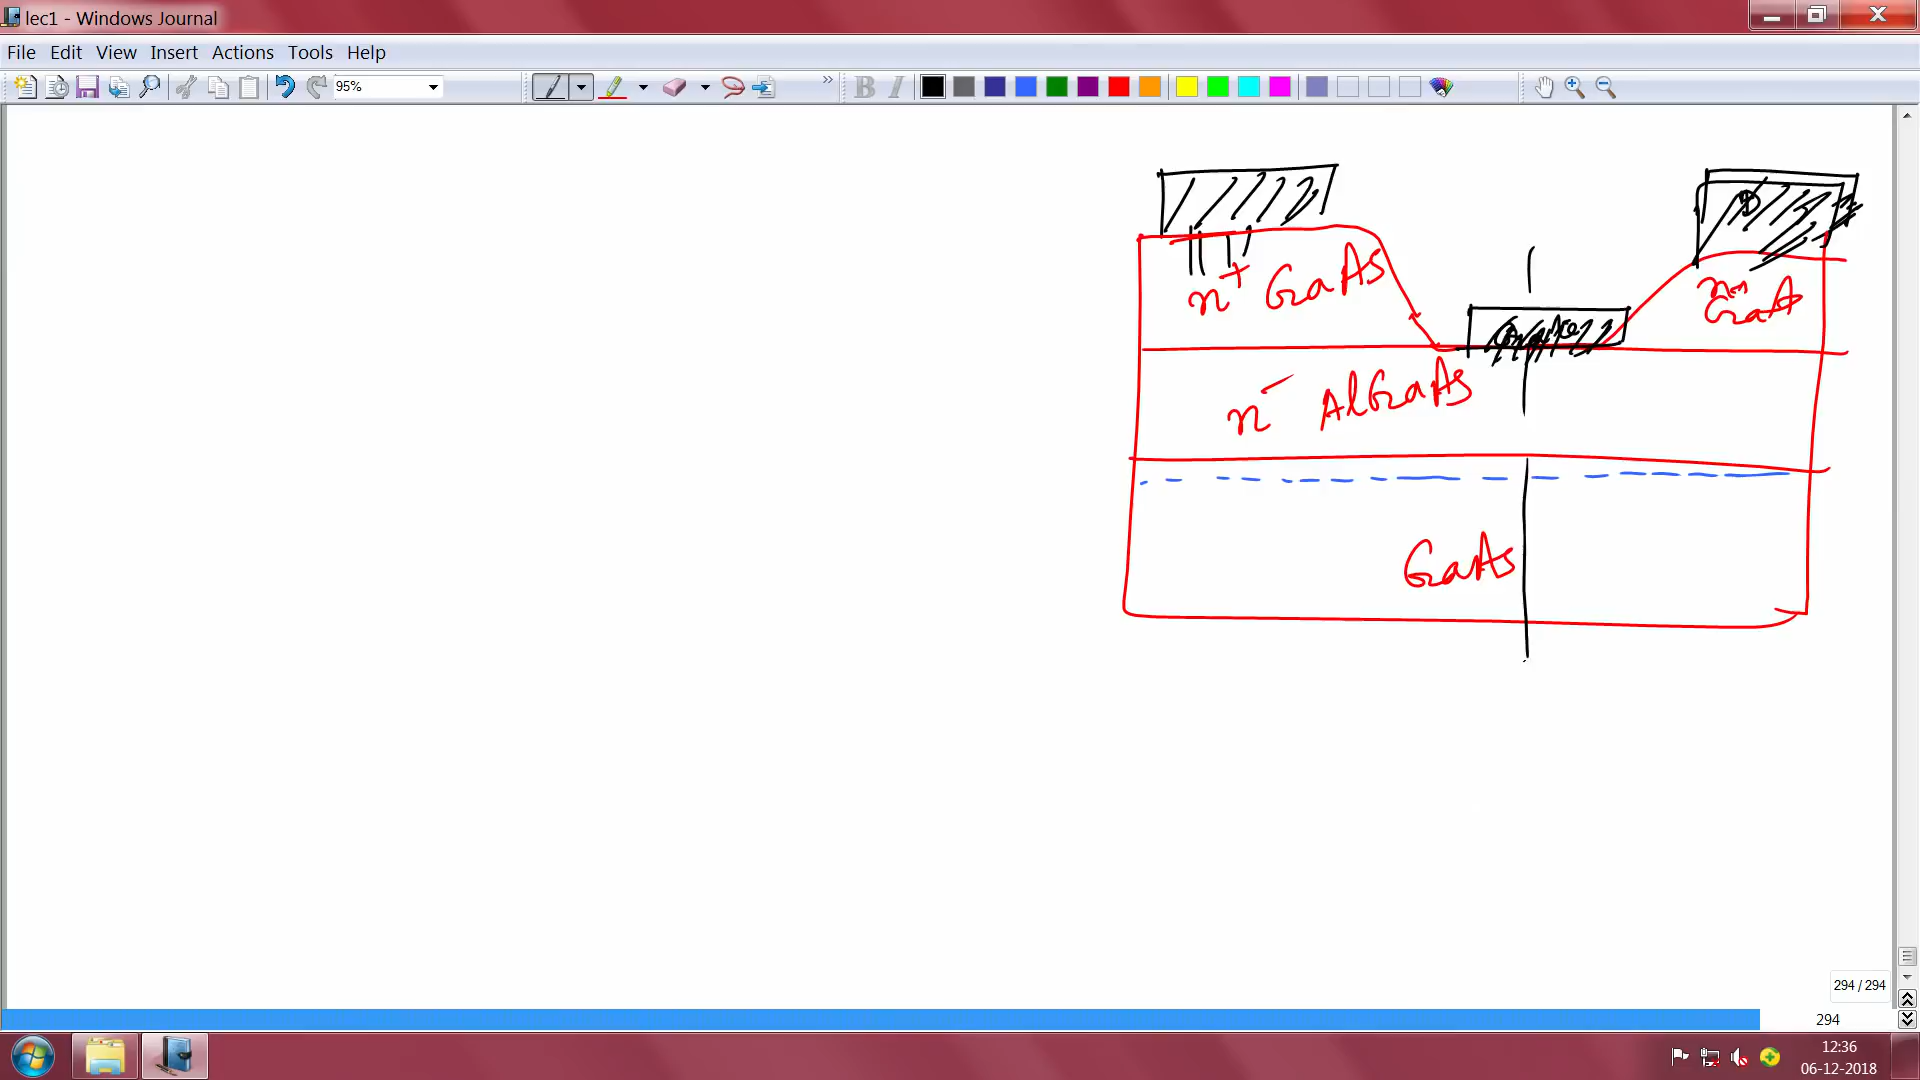 lec1 - Windows Journal
File Edit View Insert Actions Tools Help
95%
B I
n+ GaAs
D
n- AlGaAs
GaAs
294 / 294
294
12:36
06-12-2018